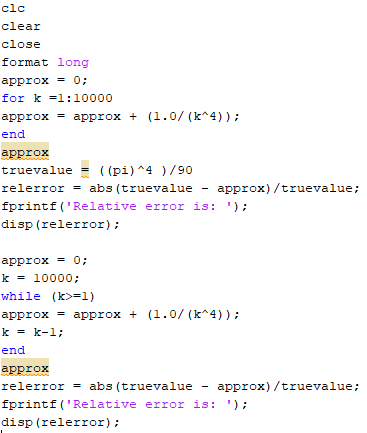 clc
clear
close
format long
approx = 0;
for k =1:10000
approx = approx + (1.0/(k^4));
end
approx
truevalue = ((pi)^4 )/90
relerror = abs(truevalue - approx)/truevalue;
fprintf('Relative error is: ');
disp(relerror);

approx = 0;
k = 10000;
while (k>=1)
approx = approx + (1.0/(k^4));
k = k-1;
end
approx
relerror = abs(truevalue - approx)/truevalue;
fprintf('Relative error is: ');
disp(relerror);